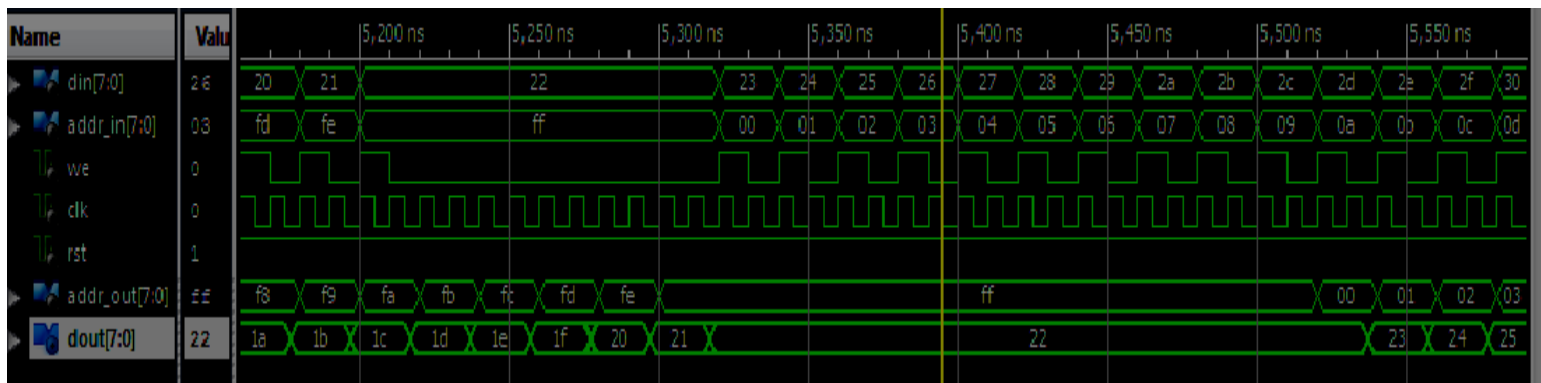 Name Valu 5,200 ns 5,250 ns 5,300 ns 5,350 ns 5,400 ns 5,450 ns 5,500 ns 5,550 ns
din[7:0] 26 20 21 22 23 24 25 26 27 28 29 2a 2b 2c 2d 2e 2f 30
addr_in[7:0] 03 fd fe ff 00 01 02 03 04 05 06 07 08 09 0a 0b 0c 0d
we 0
clk 0
rst 1
addr_out[7:0] ff f8 f9 fa fb fc fd fe ff 00 01 02 03
dout[7:0] 22 1a 1b 1c 1d 1e 1f 20 21 22 23 24 25